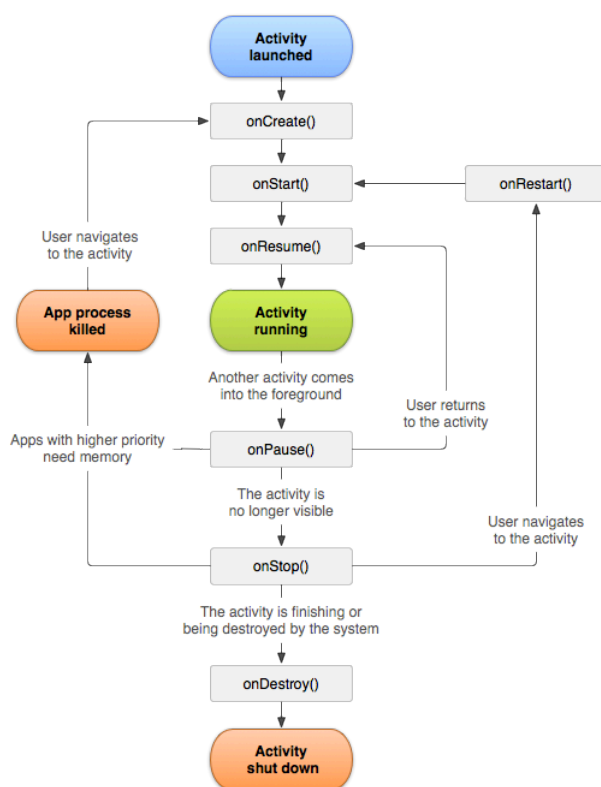 Activity
launched
onCreate()
onStart()
onRestart()
onResume()
User navigates
to the activity
App process
killed
Activity
running
Another activity comes
into the foreground
User returns
to the activity
Apps with higher priority
need memory
onPause()
The activity is
no longer visible
User navigates
to the activity
onStop()
The activity is finishing or
being destroyed by the system
onDestroy()
Activity
shut down